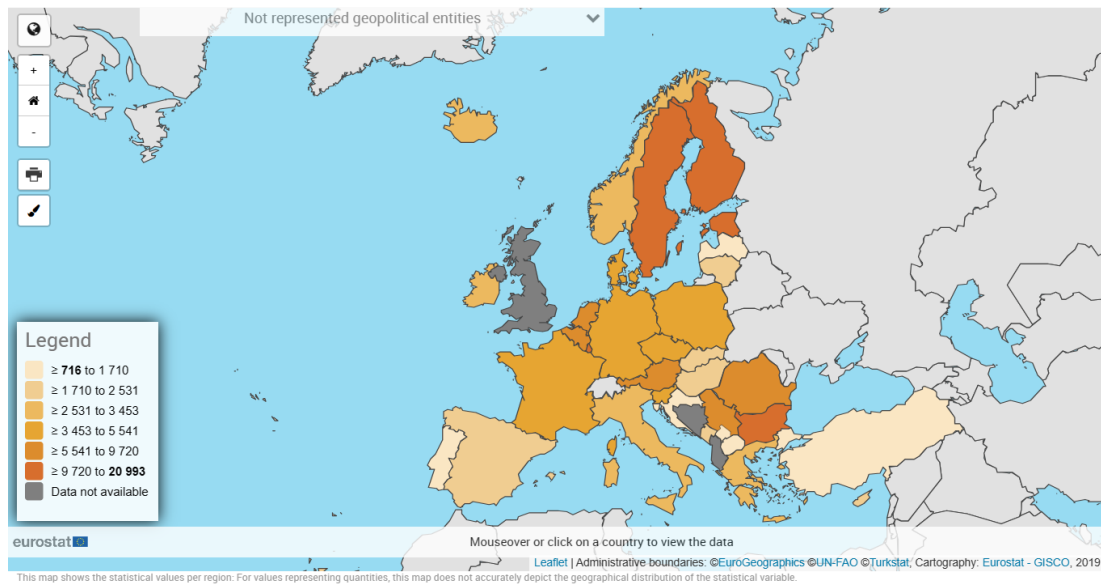 Not represented geopolitical entities
+
-
Legend
≥ 716 to 1 710
≥ 1 710 to 2 531
≥ 2 531 to 3 453
≥ 3 453 to 5 541
≥ 5 541 to 9 720
≥ 9 720 to 20 993
Data not available
eurostat
Mouseover or click on a country to view the data
Leaflet | Administrative boundaries: ©EuroGeographics ©UN-FAO ©Turkstat, Cartography: Eurostat - GISCO, 2019
This map shows the statistical values per region: For values representing quantities, this map does not accurately depict the geographical distribution of the statistical variable.